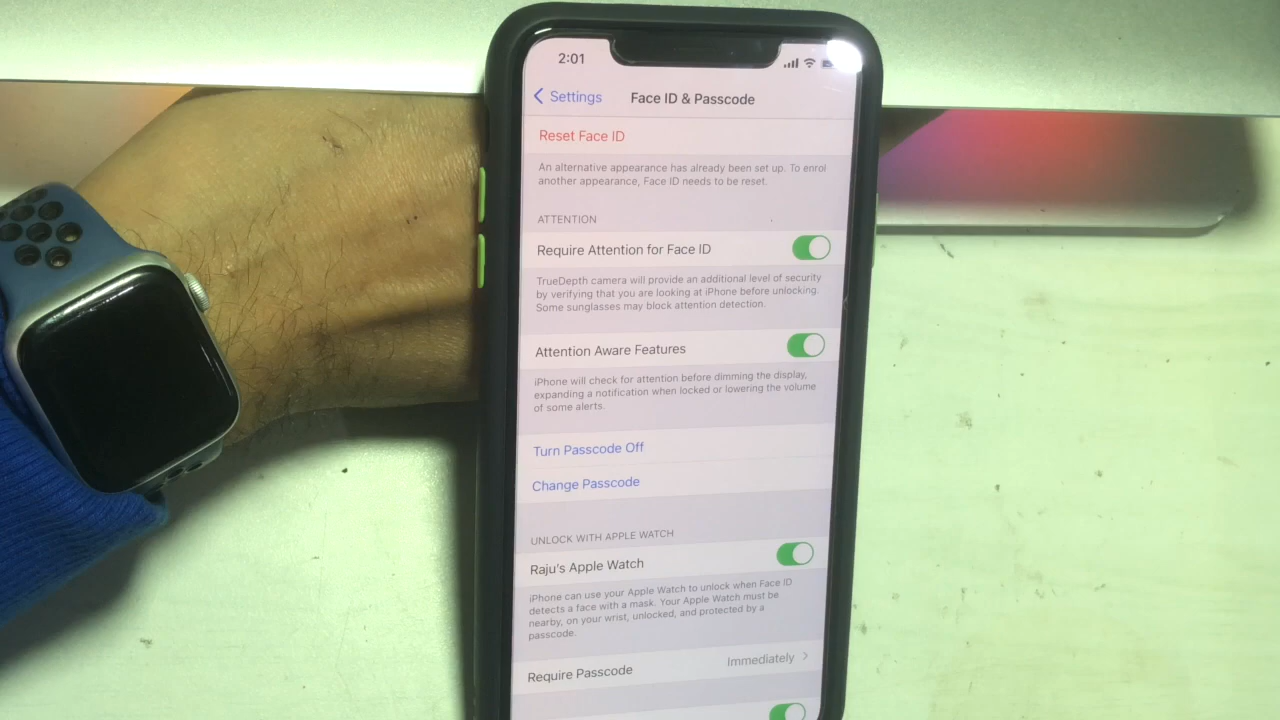 2:01
Settings
Face ID & Passcode
Reset Face ID
An alternative appearance has already been set up. To enrol
another appearance, Face ID needs to be reset.
ATTENTION
Require Attention for Face ID
TrueDepth camera will provide an additional level of security
by verifying that you are looking at iPhone before unlocking.
Some sunglasses may block attention detection.
Attention Aware Features
iPhone will check for attention before dimming the display,
expanding a notification when locked or lowering the volume
of some alerts.
Turn Passcode Off
Change Passcode
UNLOCK WITH APPLE WATCH
Raju's Apple Watch
iPhone can use your Apple Watch to unlock when Face ID
detects a face with a mask. Your Apple Watch must be
nearby, on your wrist, unlocked, and protected by a
passcode.
Require Passcode
Immediately